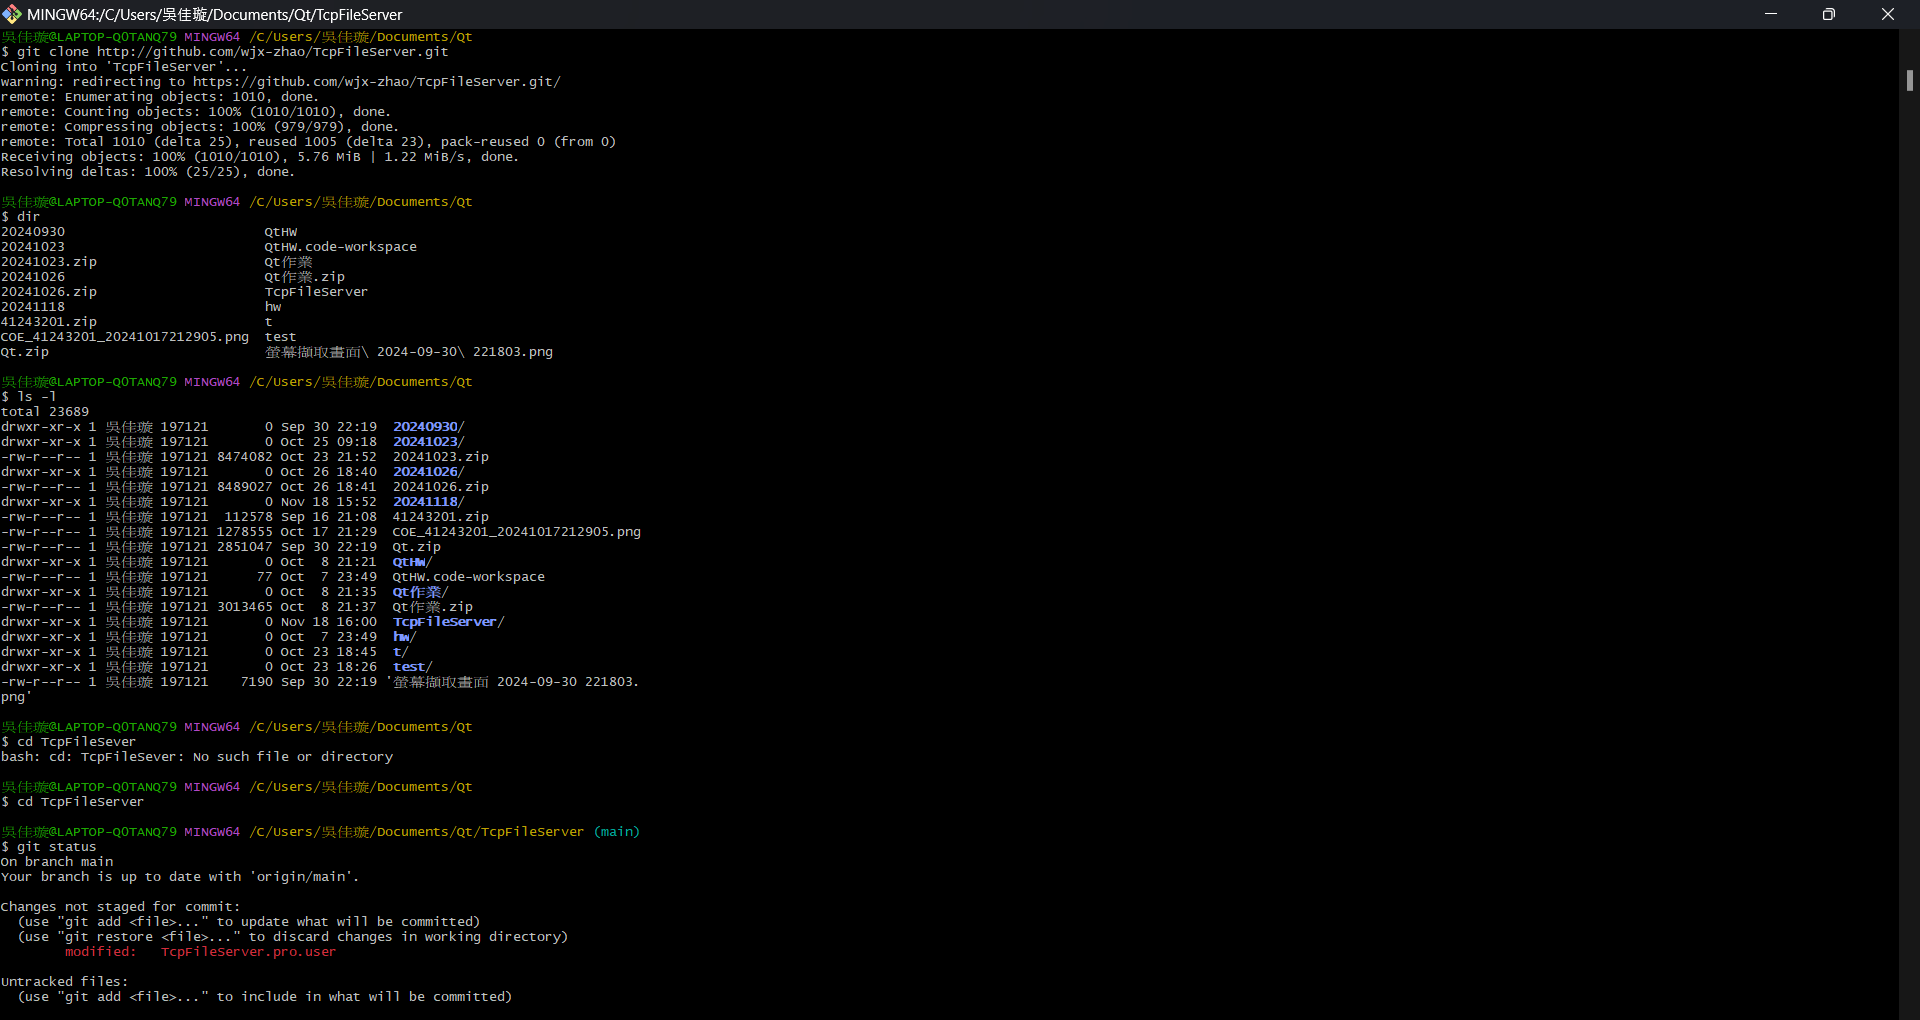 MINGW64:/C/Users/吳佳璇/Documents/Qt/TcpFileServer
吳佳璇@LAPTOP-Q0TANQ79 MINGW64 /C/Users/吳佳璇/Documents/Qt
$ git clone http://github.com/wjx-zhao/TcpFileServer.git
Cloning into 'TcpFileServer'...
warning: redirecting to https://github.com/wjx-zhao/TcpFileServer.git/
remote: Enumerating objects: 1010, done.
remote: Counting objects: 100% (1010/1010), done.
remote: Compressing objects: 100% (979/979), done.
remote: Total 1010 (delta 25), reused 1005 (delta 23), pack-reused 0 (from 0)
Receiving objects: 100% (1010/1010), 5.76 MiB | 1.22 MiB/s, done.
Resolving deltas: 100% (25/25), done.
吳佳璇@LAPTOP-Q0TANQ79 MINGW64 /C/Users/吳佳璇/Documents/Qt
$ dir
20240930 QtHW
20241023 QtHW.code-workspace
20241023.zip Qt作業
20241026 Qt作業.zip
20241026.zip TcpFileServer
20241118 hw
41243201.zip t
COE_41243201_20241017212905.png test
Qt.zip 螢幕擷取畫面\ 2024-09-30\ 221803.png
吳佳璇@LAPTOP-Q0TANQ79 MINGW64 /C/Users/吳佳璇/Documents/Qt
$ ls -l
total 23689
drwxr-xr-x 1 吳佳璇 197121 0 Sep 30 22:19 20240930/
drwxr-xr-x 1 吳佳璇 197121 0 Oct 25 09:18 20241023/
-rw-r--r-- 1 吳佳璇 197121 8474082 Oct 23 21:52 20241023.zip
drwxr-xr-x 1 吳佳璇 197121 0 Oct 26 18:40 20241026/
-rw-r--r-- 1 吳佳璇 197121 8489027 Oct 26 18:41 20241026.zip
drwxr-xr-x 1 吳佳璇 197121 0 Nov 18 15:52 20241118/
-rw-r--r-- 1 吳佳璇 197121 112578 Sep 16 21:08 41243201.zip
-rw-r--r-- 1 吳佳璇 197121 1278555 Oct 17 21:29 COE_41243201_20241017212905.png
-rw-r--r-- 1 吳佳璇 197121 2851047 Sep 30 22:19 Qt.zip
drwxr-xr-x 1 吳佳璇 197121 0 Oct 8 21:21 QtHW/
-rw-r--r-- 1 吳佳璇 197121 77 Oct 7 23:49 QtHW.code-workspace
drwxr-xr-x 1 吳佳璇 197121 0 Oct 8 21:35 Qt作業/
-rw-r--r-- 1 吳佳璇 197121 3013465 Oct 8 21:37 Qt作業.zip
drwxr-xr-x 1 吳佳璇 197121 0 Nov 18 16:00 TcpFileServer/
drwxr-xr-x 1 吳佳璇 197121 0 Oct 7 23:49 hw/
drwxr-xr-x 1 吳佳璇 197121 0 Oct 23 18:45 t/
drwxr-xr-x 1 吳佳璇 197121 0 Oct 23 18:26 test/
-rw-r--r-- 1 吳佳璇 197121 7190 Sep 30 22:19 '螢幕擷取畫面 2024-09-30 221803.
png'
吳佳璇@LAPTOP-Q0TANQ79 MINGW64 /C/Users/吳佳璇/Documents/Qt
$ cd TcpFileSever
bash: cd: TcpFileSever: No such file or directory
吳佳璇@LAPTOP-Q0TANQ79 MINGW64 /C/Users/吳佳璇/Documents/Qt
$ cd TcpFileServer
吳佳璇@LAPTOP-Q0TANQ79 MINGW64 /C/Users/吳佳璇/Documents/Qt/TcpFileServer (main)
$ git status
On branch main
Your branch is up to date with 'origin/main'.
Changes not staged for commit:
(use "git add <file>..." to update what will be committed)
(use "git restore <file>..." to discard changes in working directory)
modified: TcpFileServer.pro.user
Untracked files:
(use "git add <file>..." to include in what will be committed)